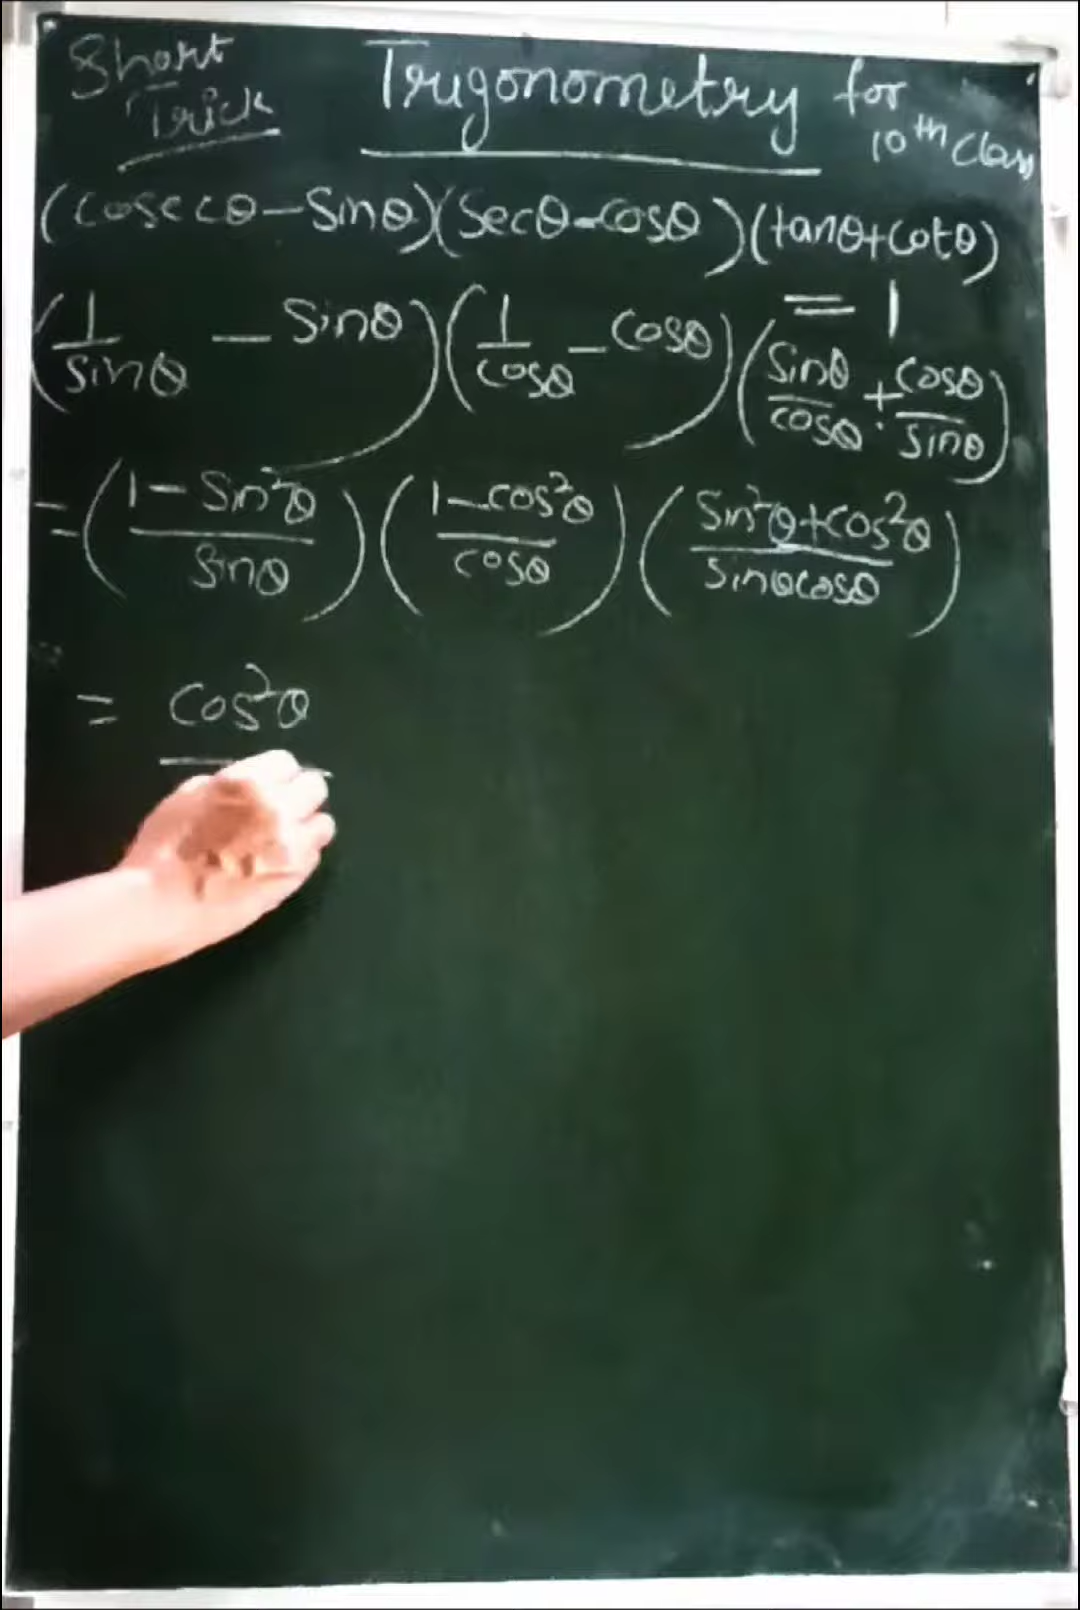 Short Trick
Trigonometry for 10th Class
(cosecθ-Sinθ)(Secθ-cosθ)(tanθ+cotθ)
= 1
(1/sinθ - Sinθ)(1/cosθ - cosθ)(Sinθ/cosθ + cosθ/sinθ)
= (1-Sin²θ/Sinθ)(1-cos²θ/cosθ)(Sin²θ+cos²θ/sinθcosθ)
= cos²θ